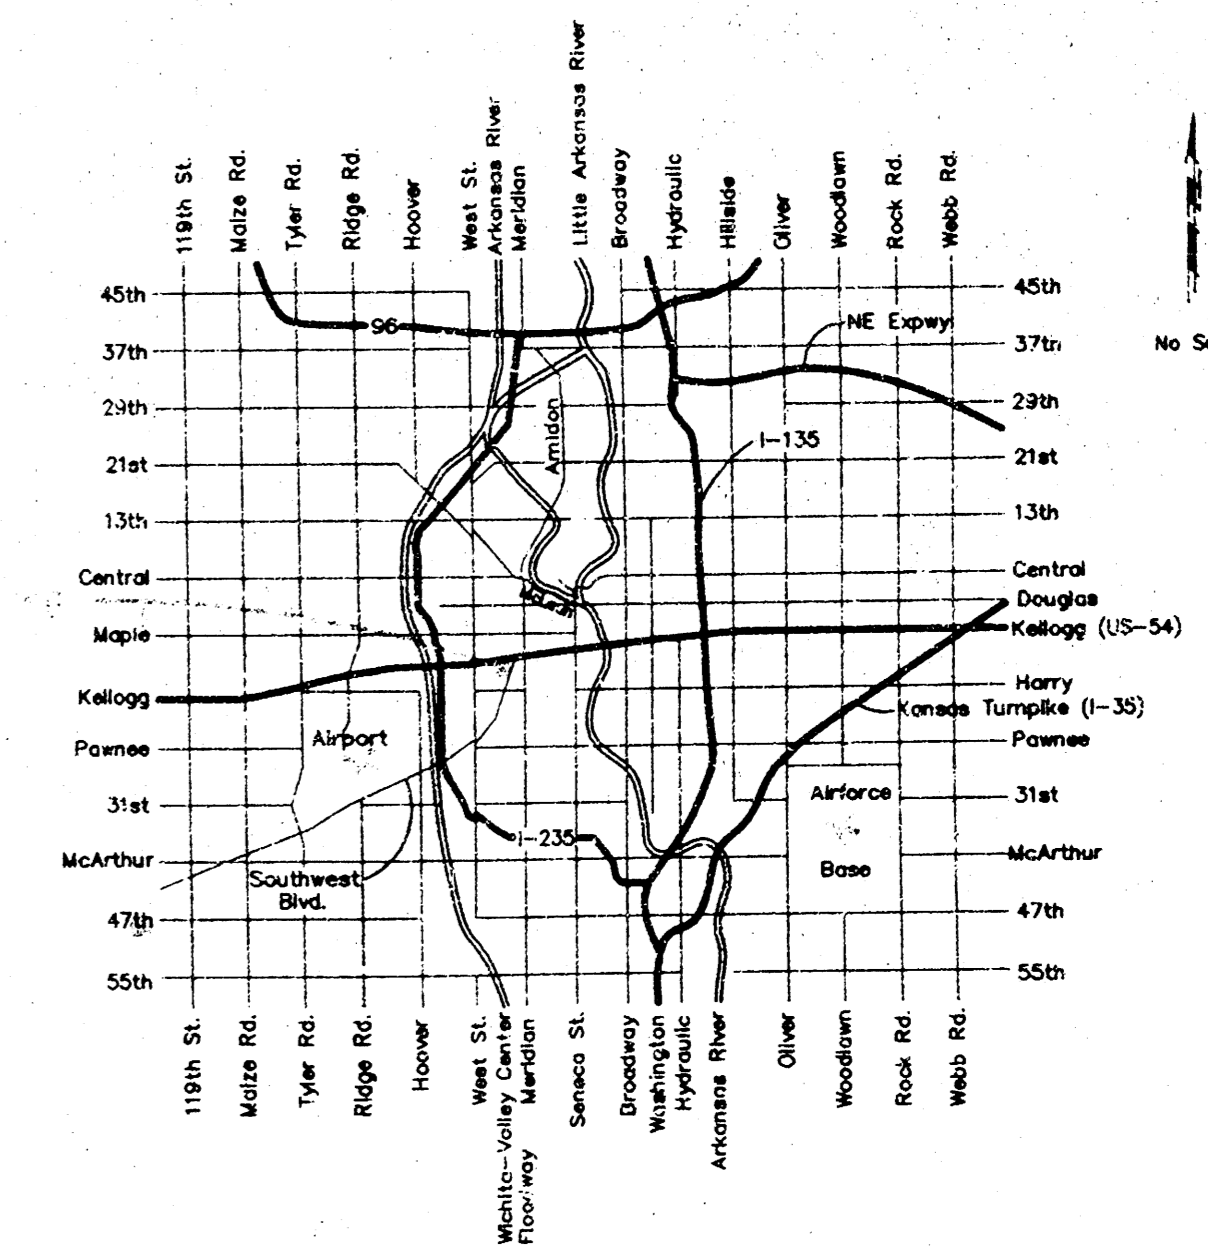 119th St.
Maize Rd.
Tyler Rd.
Ridge Rd.
Hoover
West St.
Arkansas River
Meridian
Little Arkansas River
Broadway
Hydraulic
Hillside
Oliver
Woodlawn
Rock Rd.
Webb Rd.
45th
45th
96
NE Expwy
37th
37th
No Sc
29th
29th
Amidon
I-135
21st
21st
13th
13th
Central
Central
McLean
Douglas
Maple
Kellogg (US-54)
Kellogg
Harry
Kansas Turnpike (I-35)
Airport
Pawnee
Pawnee
31st
Airforce
31st
I-235
McArthur
McArthur
Base
Southwest
Blvd.
47th
47th
55th
55th
119th St.
Maize Rd.
Tyler Rd.
Ridge Rd.
Hoover
West St.
Wichita-Valley Center
Floodway
Meridian
Seneca St.
Broadway
Washington
Hydraulic
Arkansas River
Oliver
Woodlawn
Rock Rd.
Webb Rd.